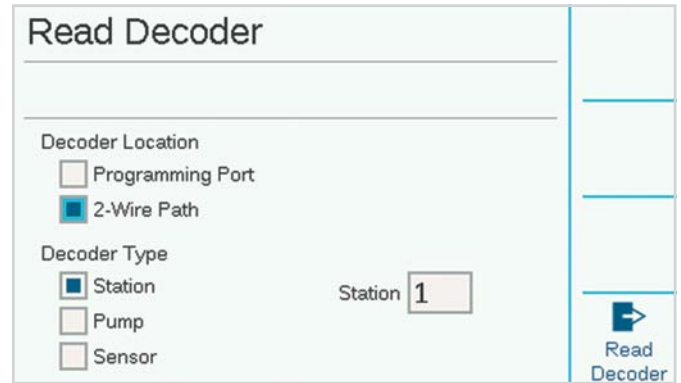 Read Decoder
Decoder Location
Programming Port
2-Wire Path
Decoder Type
Station
Station 1
Pump
Sensor
Read
Decoder